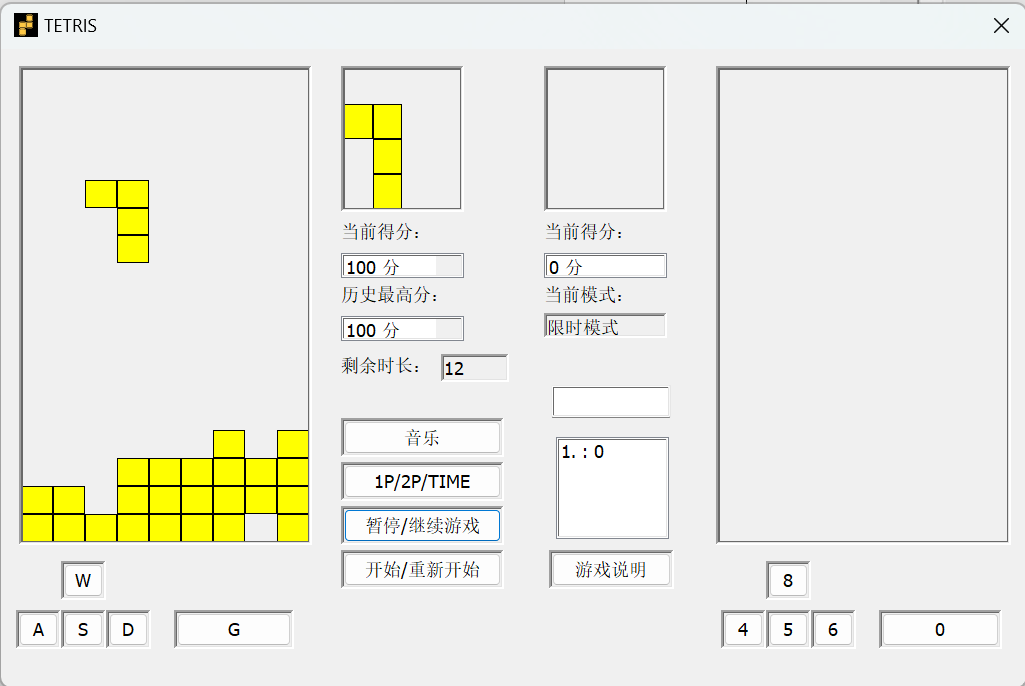 TETRIS
当前得分：
100 分
历史最高分：
100 分
剩余时长：
12
音乐
1P/2P/TIME
暂停/继续游戏
开始/重新开始
当前得分：
0 分
当前模式：
限时模式
1. : 0
游戏说明
W
A S D
G
8
4 5 6
0